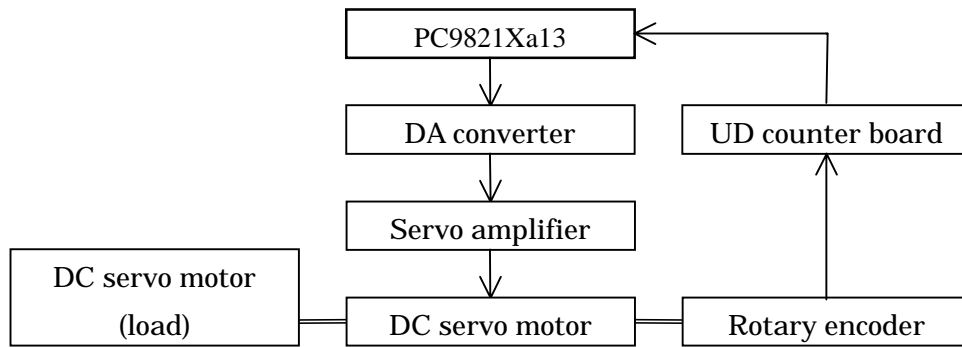 PC9821Xa13
DA converter
UD counter board
Servo amplifier
DC servo motor
(load)
DC servo motor
Rotary encoder